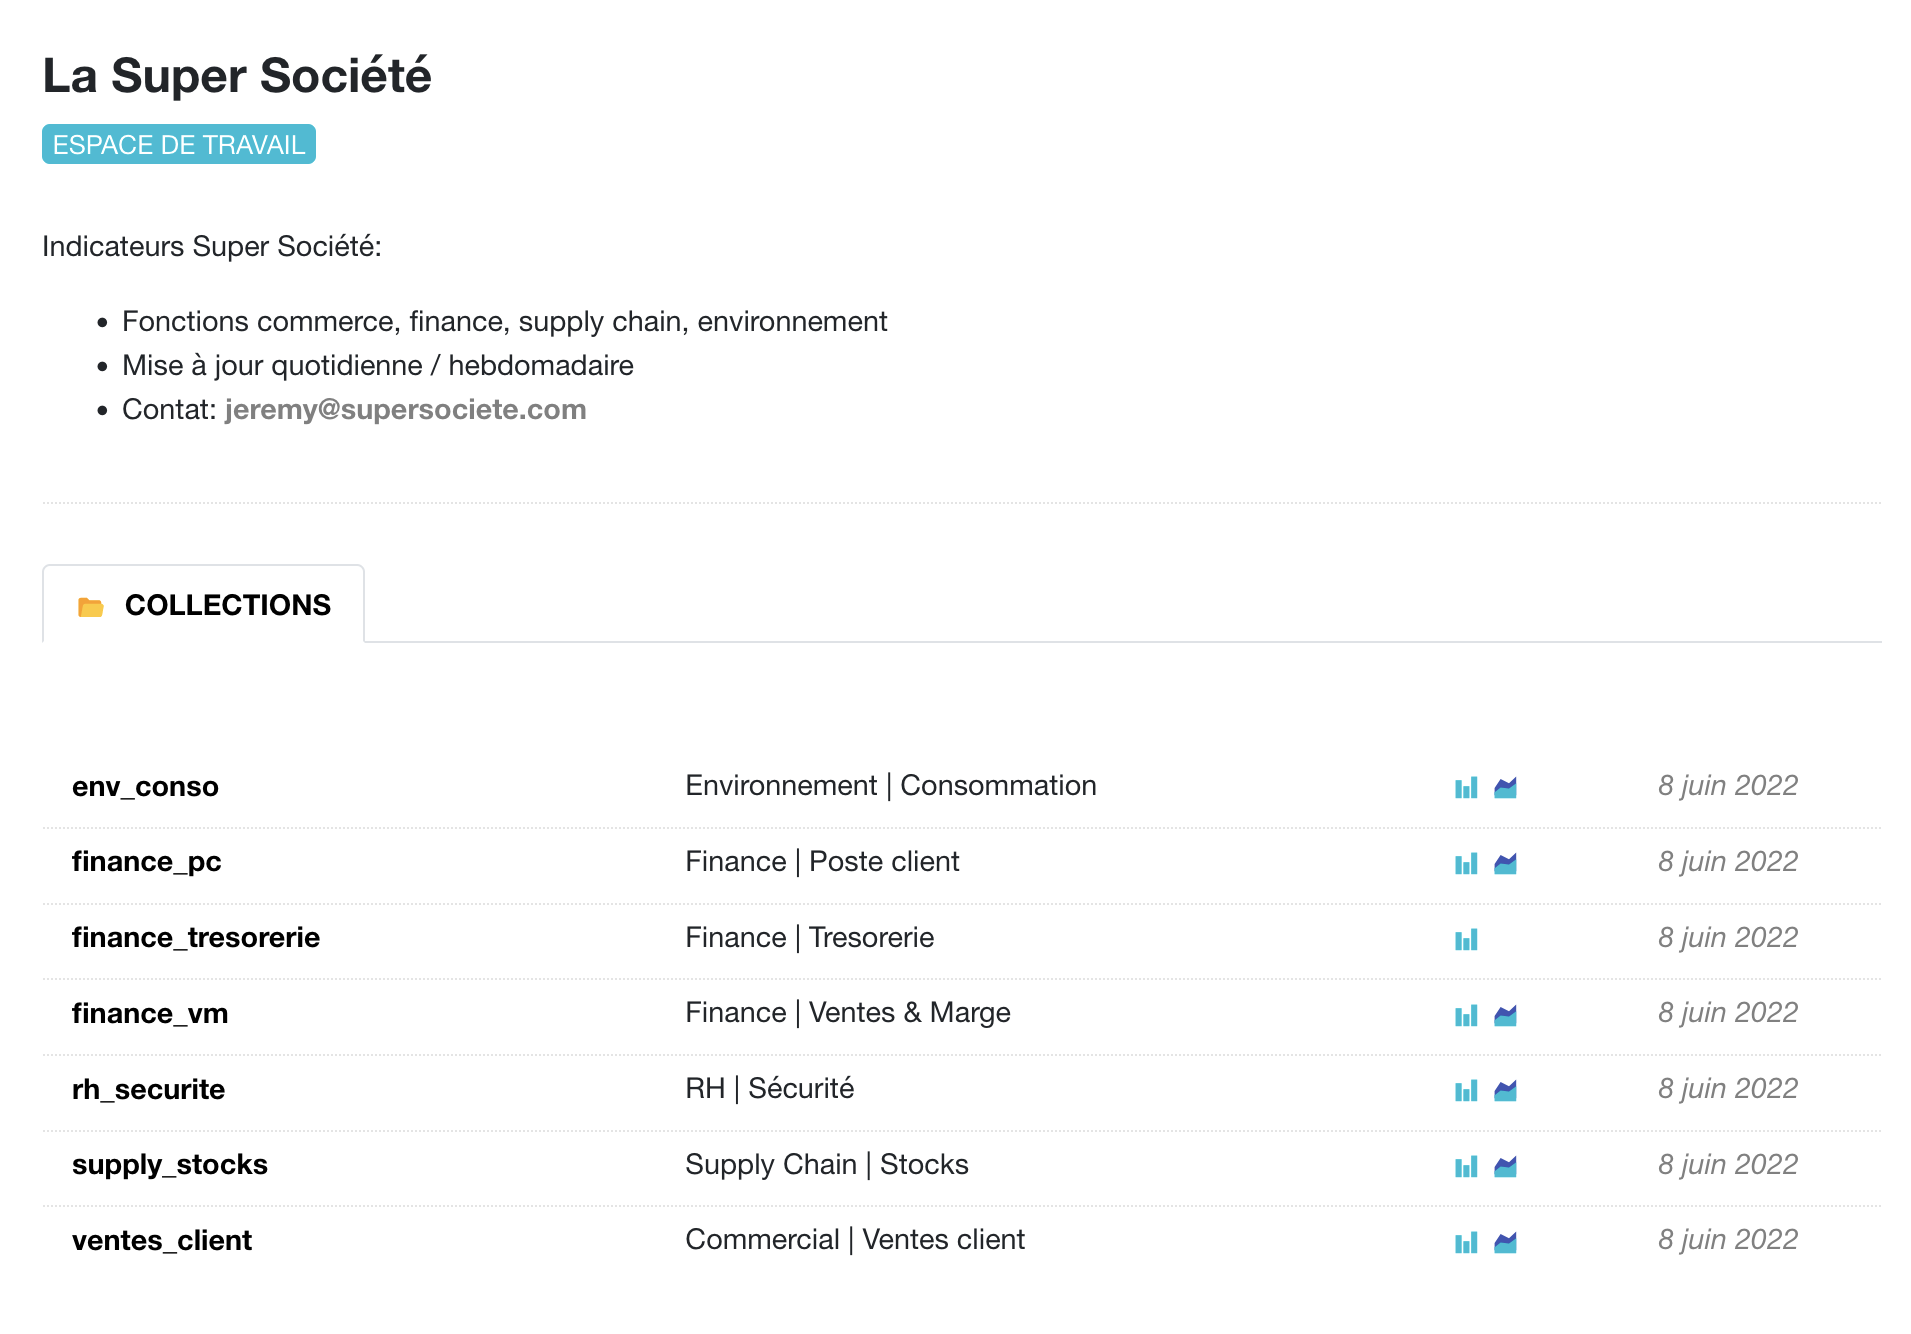 La Super Société
ESPACE DE TRAVAIL
Indicateurs Super Société:
• Fonctions commerce, finance, supply chain, environnement
• Mise à jour quotidienne / hebdomadaire
• Contat: jeremy@supersociete.com
COLLECTIONS
env_conso Environnement | Consommation 8 juin 2022
finance_pc Finance | Poste client 8 juin 2022
finance_tresorerie Finance | Tresorerie 8 juin 2022
finance_vm Finance | Ventes & Marge 8 juin 2022
rh_securite RH | Sécurité 8 juin 2022
supply_stocks Supply Chain | Stocks 8 juin 2022
ventes_client Commercial | Ventes client 8 juin 2022